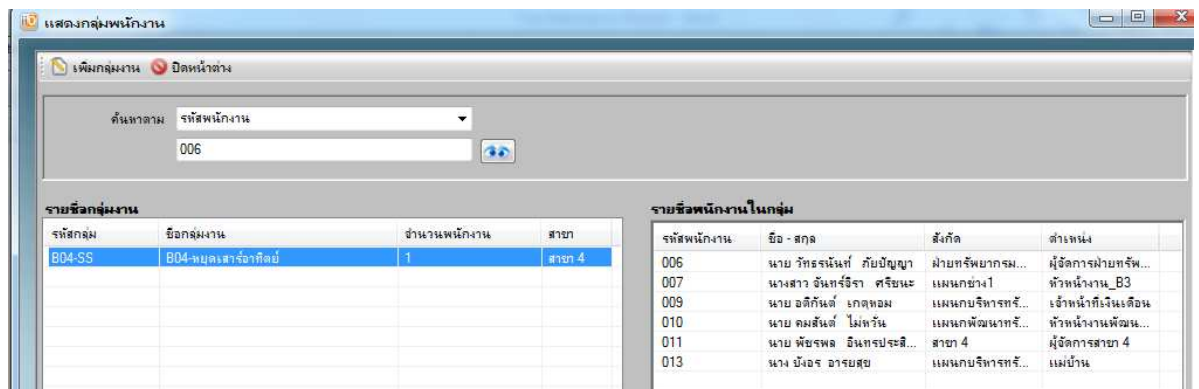 แสดงกลุ่มพนักงาน
เพิ่มกลุ่มงาน ปิดหน้าต่าง
ค้นหาตาม รหัสพนักงาน
006
รายชื่อกลุ่มงาน
รหัสกลุ่ม ชื่อกลุ่มงาน จำนวนพนักงาน สาขา
B04-SS B04-หยุดเสาร์อาทิตย์ 1 สาขา 4
รายชื่อพนักงานในกลุ่ม
รหัสพนักงาน ชื่อ - สกุล สังกัด ตำแหน่ง
006 นาย วัทธรนันท์ ภัยปัญญา ฝ่ายทรัพยากรม... ผู้จัดการฝ่ายทรัพ...
007 นางสาว จันทร์จิรา ศรีชนะ แผนกช่าง1 หัวหน้างาน_B3
009 นาย อติกันต์ เกตุหอม แผนกบริหารทรั... เจ้าหน้าที่เงินเดือน
010 นาย คมสันต์ ไม่หวั่น แผนกพัฒนาทรั... หัวหน้างานพัฒน...
011 นาย พัชรพล อินทรประสิ... สาขา 4 ผู้จัดการสาขา 4
013 นาง บังอร อารยสุข แผนกบริหารทรั... แม่บ้าน